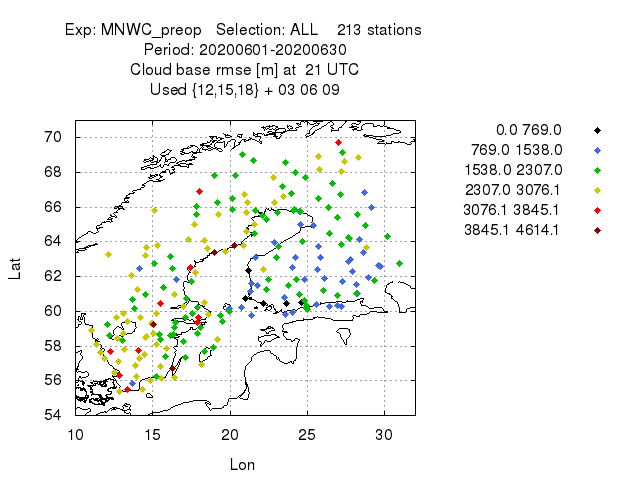 Exp: MNWC_preop   Selection: ALL    213 stations
Period: 20200601-20200630
Cloud base rmse [m] at  21 UTC
Used {12,15,18} + 03 06 09
0.0 769.0
769.0 1538.0
1538.0 2307.0
2307.0 3076.1
3076.1 3845.1
3845.1 4614.1
70
68
66
64
62
60
58
56
54
Lat
10 15 20 25 30
Lon